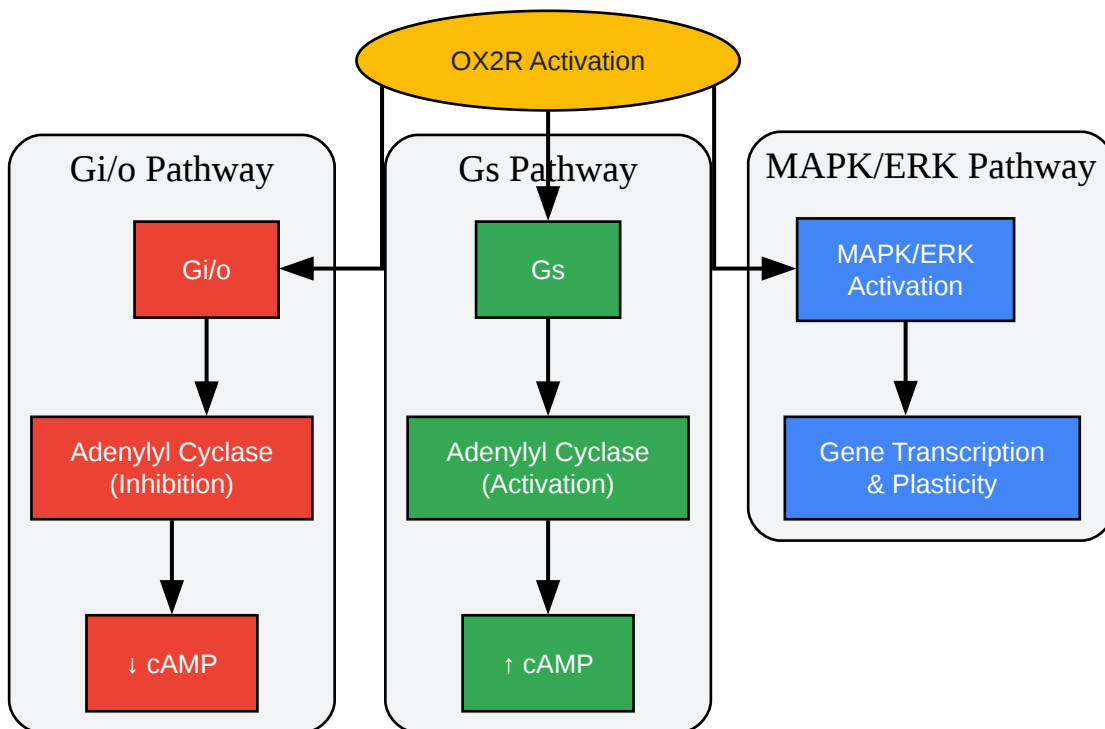 OX2R Activation
Gi/o Pathway
Gi/o
Adenylyl Cyclase
(Inhibition)
↓ cAMP
Gs Pathway
Gs
Adenylyl Cyclase
(Activation)
↑ cAMP
MAPK/ERK Pathway
MAPK/ERK
Activation
Gene Transcription
& Plasticity